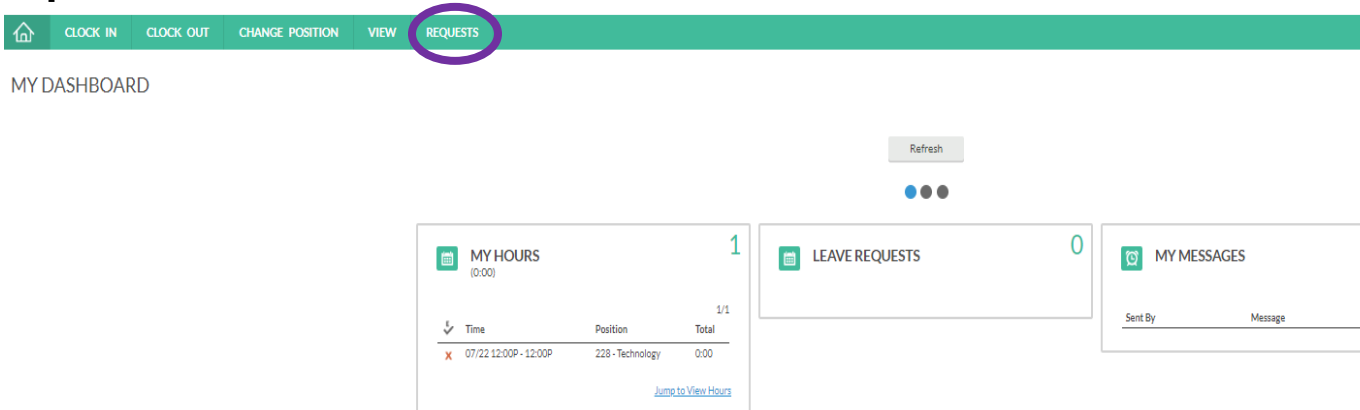 CLOCK IN CLOCK OUT CHANGE POSITION VIEW REQUESTS
MY DASHBOARD
Refresh
MY HOURS 1
(0:00)
1/1
Time Position Total
X 07/22 12:00P - 12:00P 228 - Technology 0:00
Jump to View Hours
LEAVE REQUESTS 0
MY MESSAGES
Sent By Message